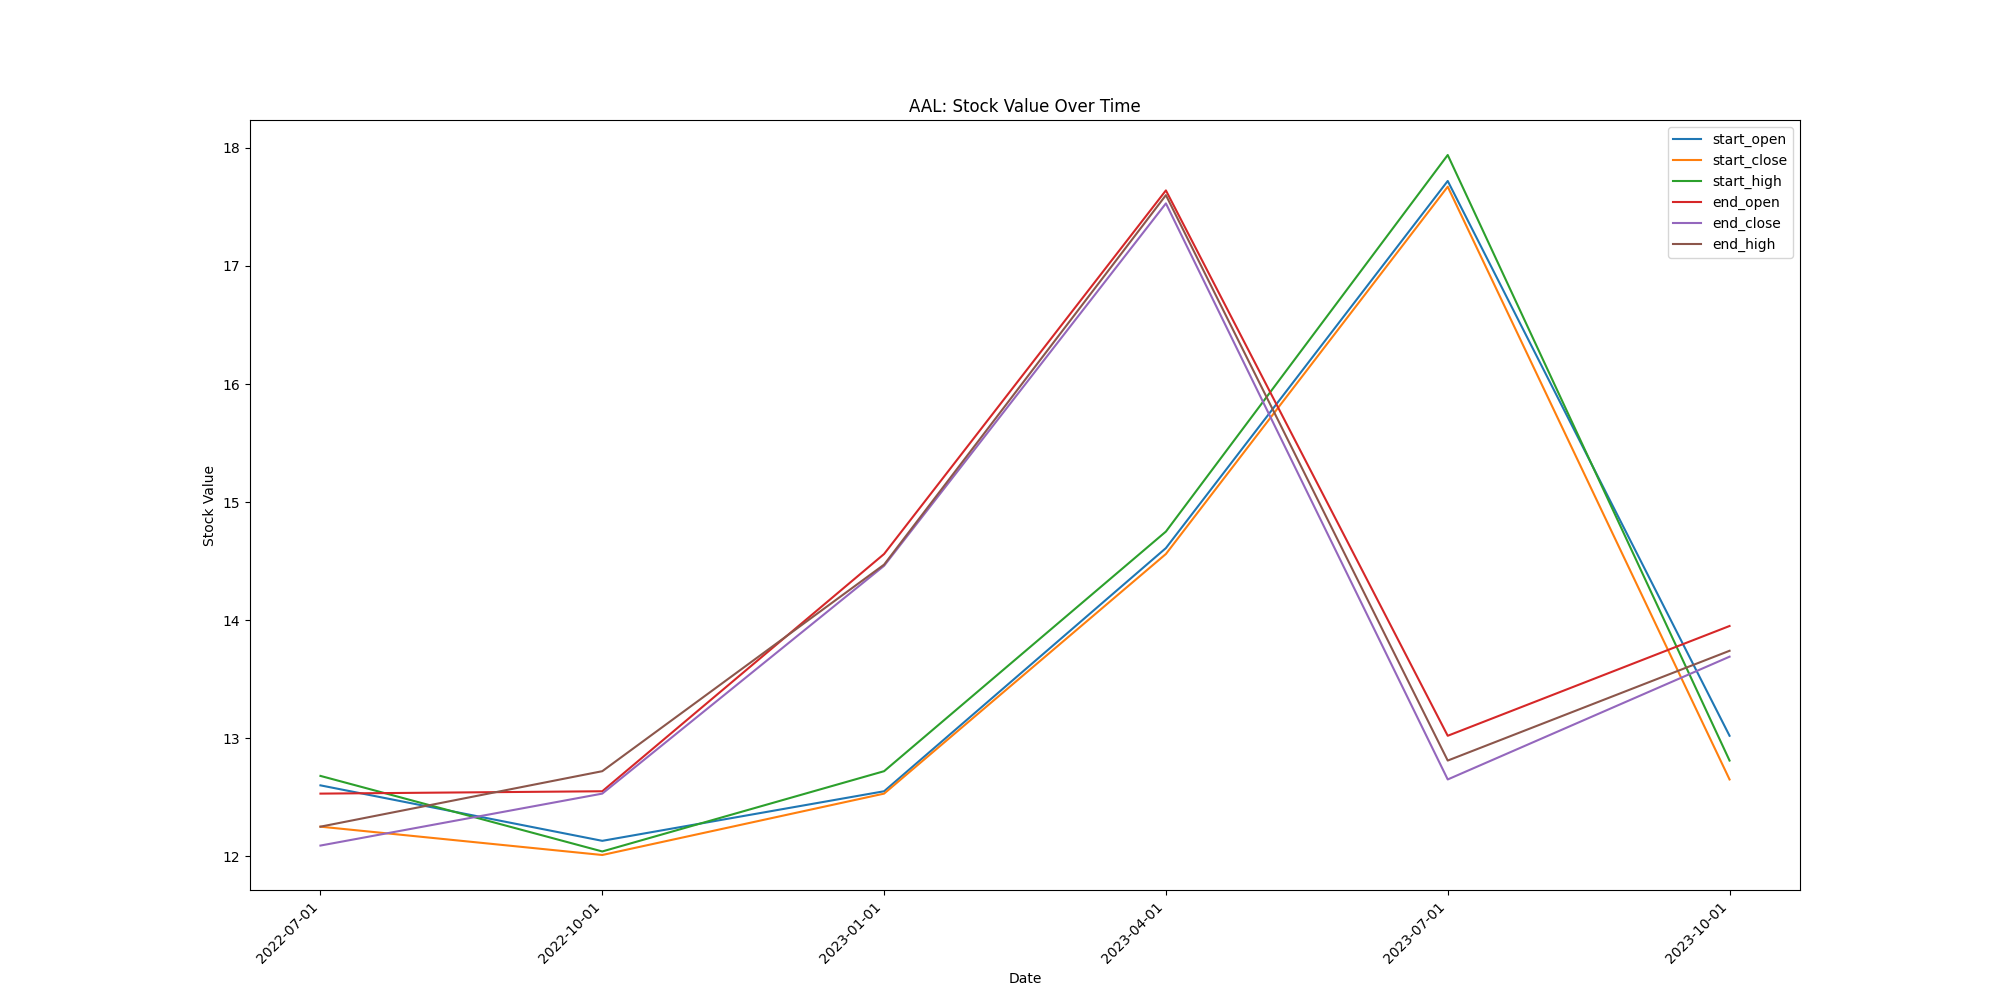 AAL: Stock Value Over Time
start_open
start_close
start_high
end_open
end_close
end_high
18
17
16
15
14
13
12
Stock Value
2022-07-01
2022-10-01
2023-01-01
2023-04-01
2023-07-01
2023-10-01
Date